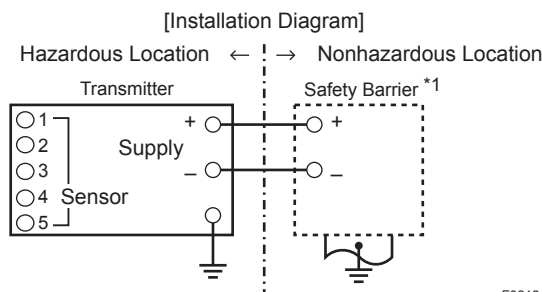 [Installation Diagram]
Hazardous Location ← → Nonhazardous Location
Transmitter
Safety Barrier *1
1
2
3
4
5
Sensor
Supply
+
–
+
–